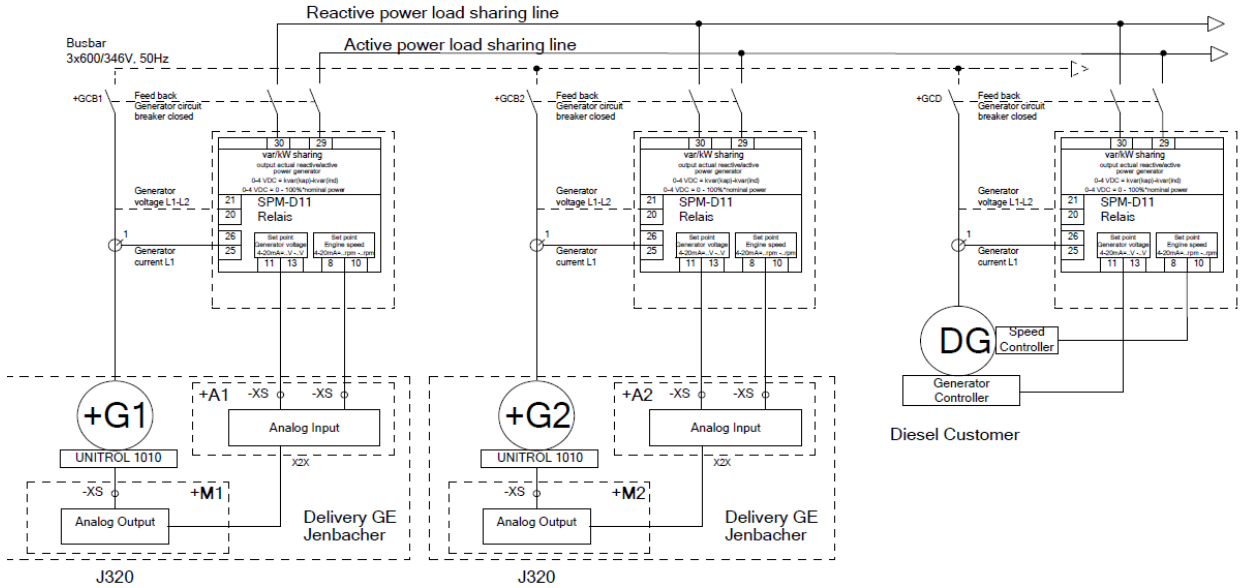 Reactive power load sharing line
Active power load sharing line
Busbar
3x600/346V, 50Hz
+GCB1
Feed back
Generator circuit
breaker closed
30 29
var/kW sharing
output actual reactive/active
power generator
0-4 VDC = kvar(kap)-kvar(ind)
0-4 VDC = 0 - 100%*nominal power
Generator
voltage L1-L2
21
20
SPM-D11
Relais
1
Generator
current L1
26
25
Set point
Generator voltage
4-20mA=..V -..V
Set point
Engine speed
4-20mA=..rpm -..rpm
11 13 8 10
+G1
UNITROL 1010
+A1
-XS -XS
Analog Input
X2X
-XS
+M1
Analog Output
Delivery GE
Jenbacher
J320
+GCB2
Feed back
Generator circuit
breaker closed
30 29
var/kW sharing
output actual reactive/active
power generator
0-4 VDC = kvar(kap)-kvar(ind)
0-4 VDC = 0 - 100%*nominal power
Generator
voltage L1-L2
21
20
SPM-D11
Relais
1
Generator
current L1
26
25
Set point
Generator voltage
4-20mA=..V -..V
Set point
Engine speed
4-20mA=..rpm -..rpm
11 13 8 10
+G2
UNITROL 1010
+A2
-XS -XS
Analog Input
X2X
-XS
+M2
Analog Output
Delivery GE
Jenbacher
J320
+GCD
Feed back
Generator circuit
breaker closed
30 29
var/kW sharing
output actual reactive/active
power generator
0-4 VDC = kvar(kap)-kvar(ind)
0-4 VDC = 0 - 100%*nominal power
Generator
voltage L1-L2
21
20
SPM-D11
Relais
1
Generator
current L1
26
25
Set point
Generator voltage
4-20mA=..V -..V
Set point
Engine speed
4-20mA=..rpm -..rpm
11 13 8 10
DG
Speed
Controller
Generator
Controller
Diesel Customer